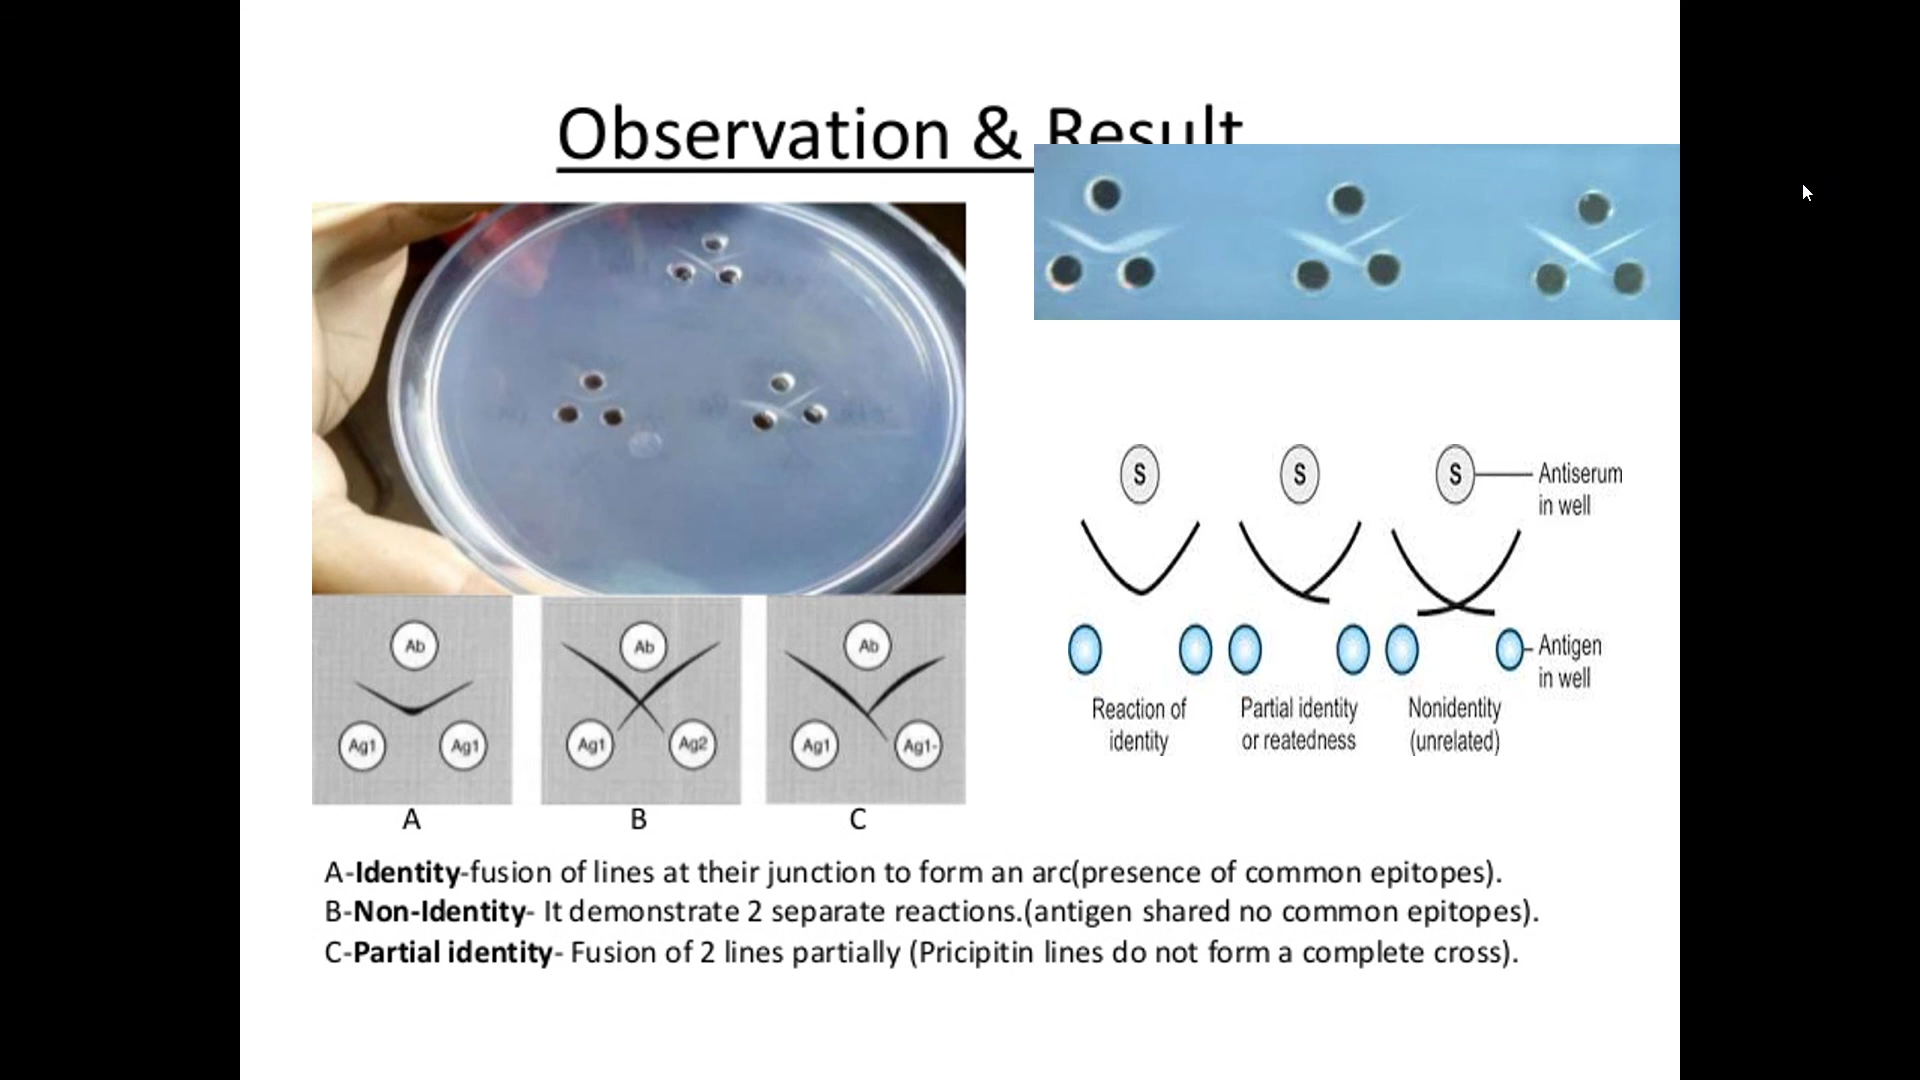 Observation & Result
Ab
Ag1 Ag1
Ab
Ag1 Ag2
Ab
Ag1 Ag1-
A B C
S S S
Antiserum
in well
Antigen
in well
Reaction of
identity
Partial identity
or reatedness
Nonidentity
(unrelated)
A-Identity-fusion of lines at their junction to form an arc(presence of common epitopes).
B-Non-Identity- It demonstrate 2 separate reactions.(antigen shared no common epitopes).
C-Partial identity- Fusion of 2 lines partially (Pricipitin lines do not form a complete cross).